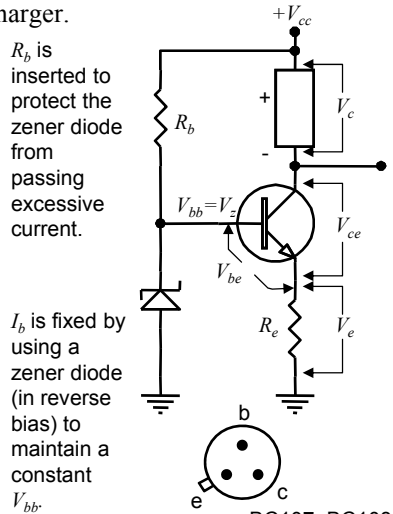 harger.
+Vcc
Rb is
inserted to
protect the
zener diode
from
passing
excessive
current.
Rb
+
Vc
-
Vbb=Vz
Vce
Vbe
Re
Ve
Ib is fixed by
using a
zener diode
(in reverse
bias) to
maintain a
constant
Vbb.
b
e
c